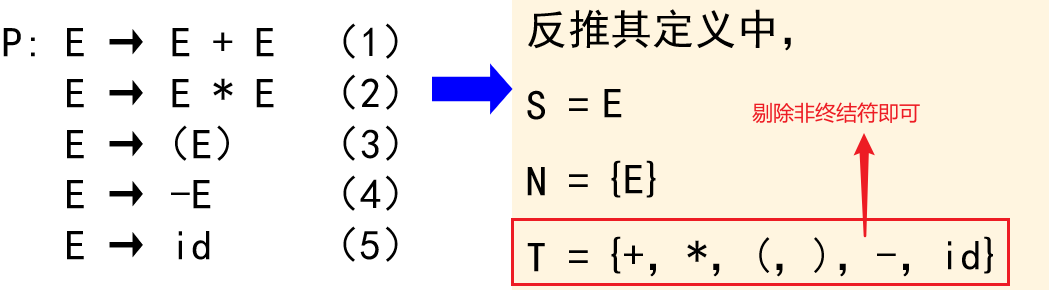 P: E → E + E (1)
E → E * E (2)
E → (E) (3)
E → -E (4)
E → id (5)
反推其定义中，
S = E
剔除非终结符即可
N = {E}
T = {+, *, (, ), -, id}